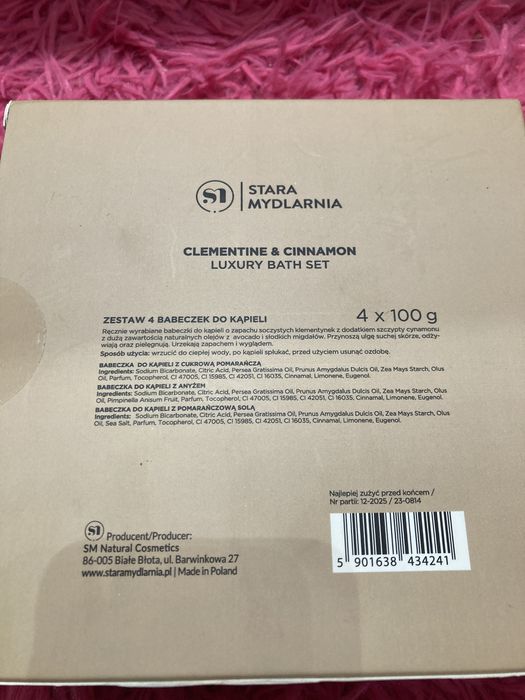 SM
STARA
MYDLARNIA
CLEMENTINE & CINNAMON
LUXURY BATH SET
ZESTAW 4 BABECZEK DO KĄPIELI 4 x 100 g
Ręcznie wyrabiane babeczki do kąpieli o zapachu soczystych klementynek z dodatkiem szczypty cynamonu
z dużą zawartością naturalnych olejów z avocado i słodkich migdałów. Przynoszą ulgę suchej skórze, odży-
wiają oraz pielęgnują. Urzekają zapachem i wyglądem.
Sposób użycia: wrzucić do ciepłej wody, po kąpieli spłukać, przed użyciem usunąć ozdobę.
BABECZKA DO KĄPIELI Z CUKROWĄ POMARAŃCZĄ
Ingredients: Sodium Bicarbonate, Citric Acid, Persea Gratissima Oil, Prunus Amygdalus Dulcis Oil, Zea Mays Starch, Olus
Oil, Parfum, Tocopherol, CI 47005, CI 15985, CI 42051, CI 16035, Cinnamal, Limonene, Eugenol.
BABECZKA DO KĄPIELI Z ANYŻEM
Ingredients: Sodium Bicarbonate, Citric Acid, Persea Gratissima Oil, Prunus Amygdalus Dulcis Oil, Zea Mays Starch, Olus
Oil, Pimpinella Anisum Fruit, Parfum, Tocopherol, CI 47005, CI 15985, CI 42051, CI 16035, Cinnamal, Limonene, Eugenol.
BABECZKA DO KĄPIELI Z POMARAŃCZOWĄ SOLĄ
Ingredients: Sodium Bicarbonate, Citric Acid, Persea Gratissima Oil, Prunus Amygdalus Dulcis Oil, Zea Mays Starch, Olus
Oil, Sea Salt, Parfum, Tocopherol, CI 47005, CI 15985, CI 42051, CI 16035, Cinnamal, Limonene, Eugenol.
Najlepiej zużyć przed końcem /
Nr partii: 12-2025 / 23-0814
SM Producent/Producer:
SM Natural Cosmetics
86-005 Białe Błota, ul. Barwinkowa 27
www.staramydlarnia.pl | Made in Poland
5 901638 434241